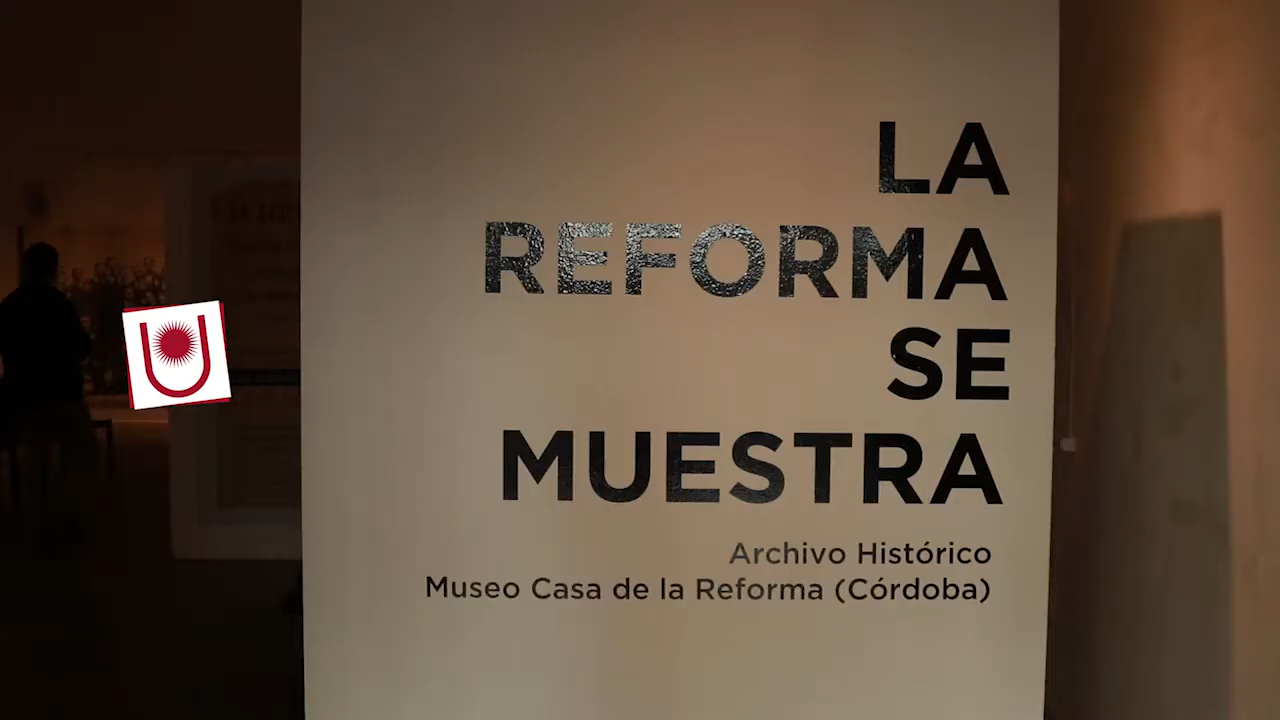 LA
REFORMA
SE
MUESTRA
Archivo Histórico
Museo Casa de la Reforma (Córdoba)